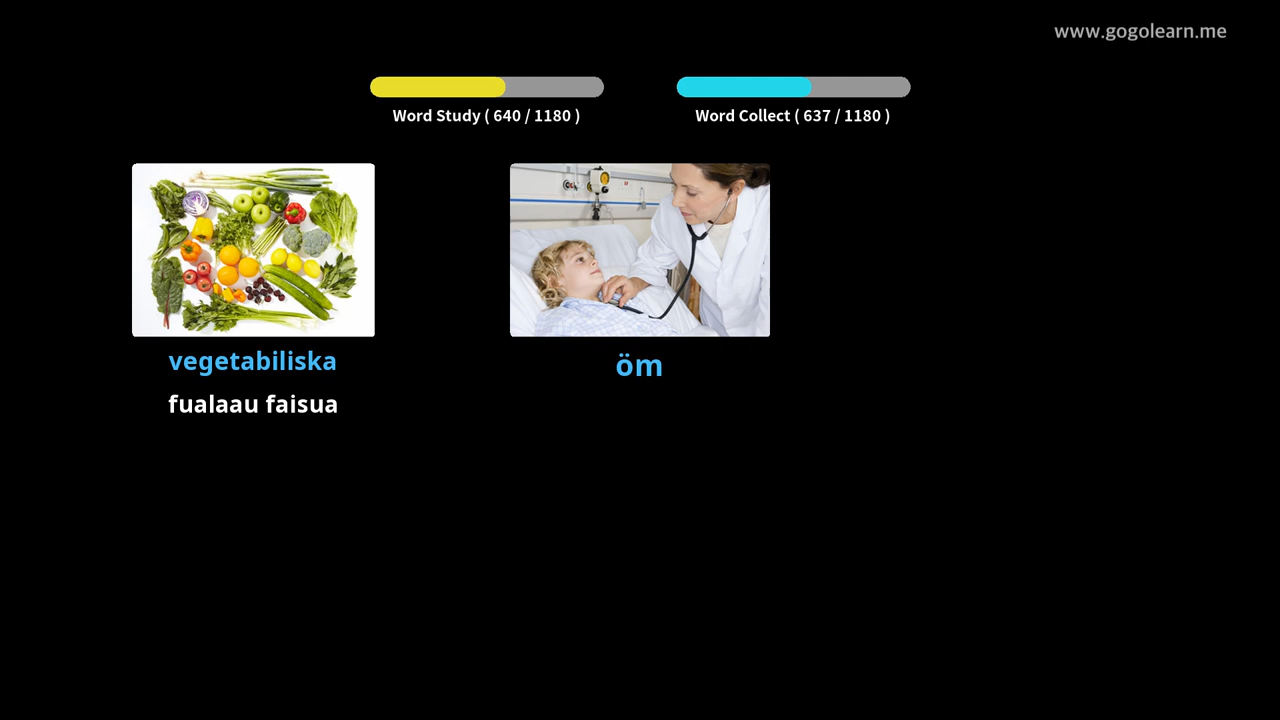 www.gogolearn.me
Word Study ( 640 / 1180 )
Word Collect ( 637 / 1180 )
vegetabiliska
fualaau faisua
öm